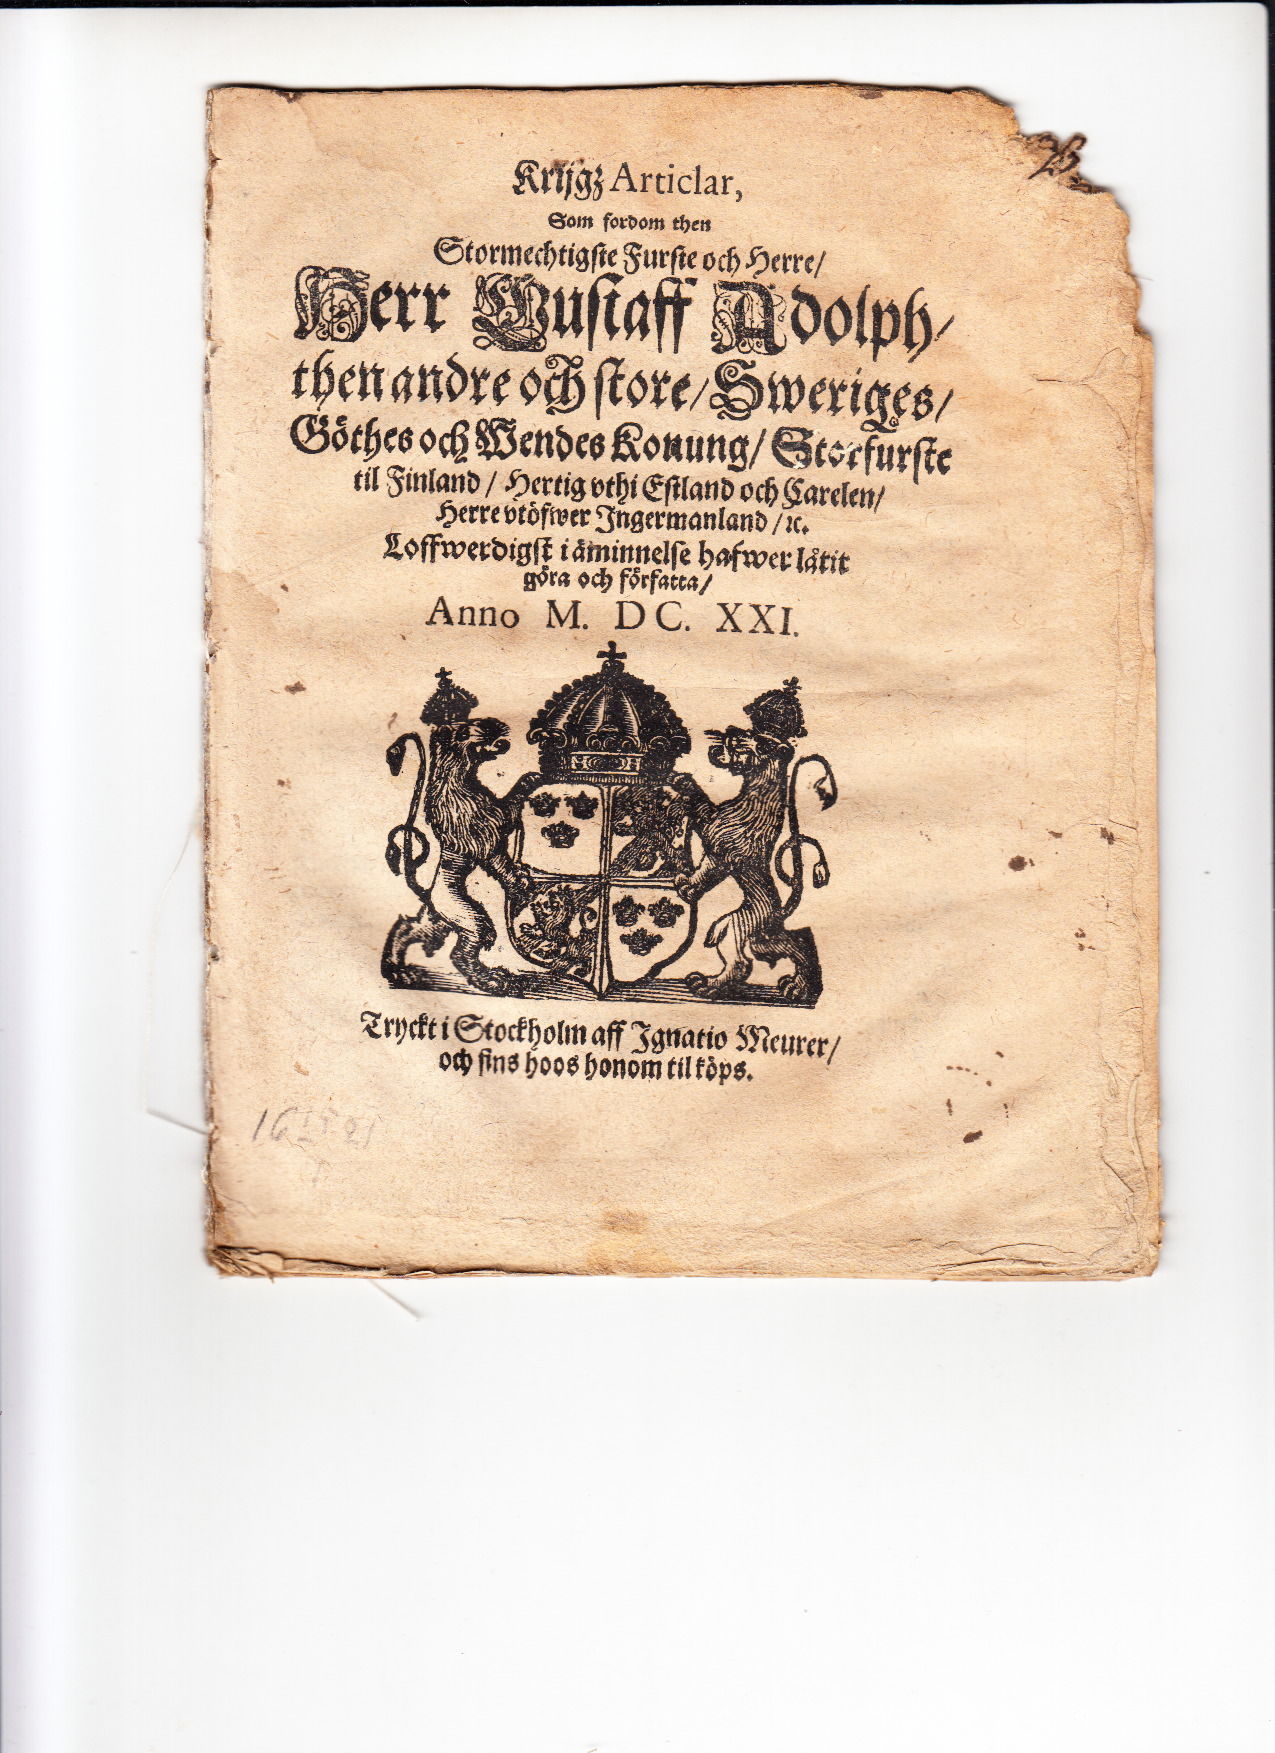 Krijgz Articlar,
Som fordom then
Stormechtigste Furste och Herre/
Herr Gustaff Adolph/
then andre och store/ Sweriges/
Göthes och Wendes Konung/ Storfurste
til Finland/ Hertig vthi Estland och Carelen/
Herre vtöfwer Ingermanland/ ꝛc.
Loffwerdigst i åminnelse hafwer låtit
göra och författa/
Anno M. DC. XXI.
Tryckt i Stockholm aff Ignatio Meurer/
och fins hoos honom til köps.